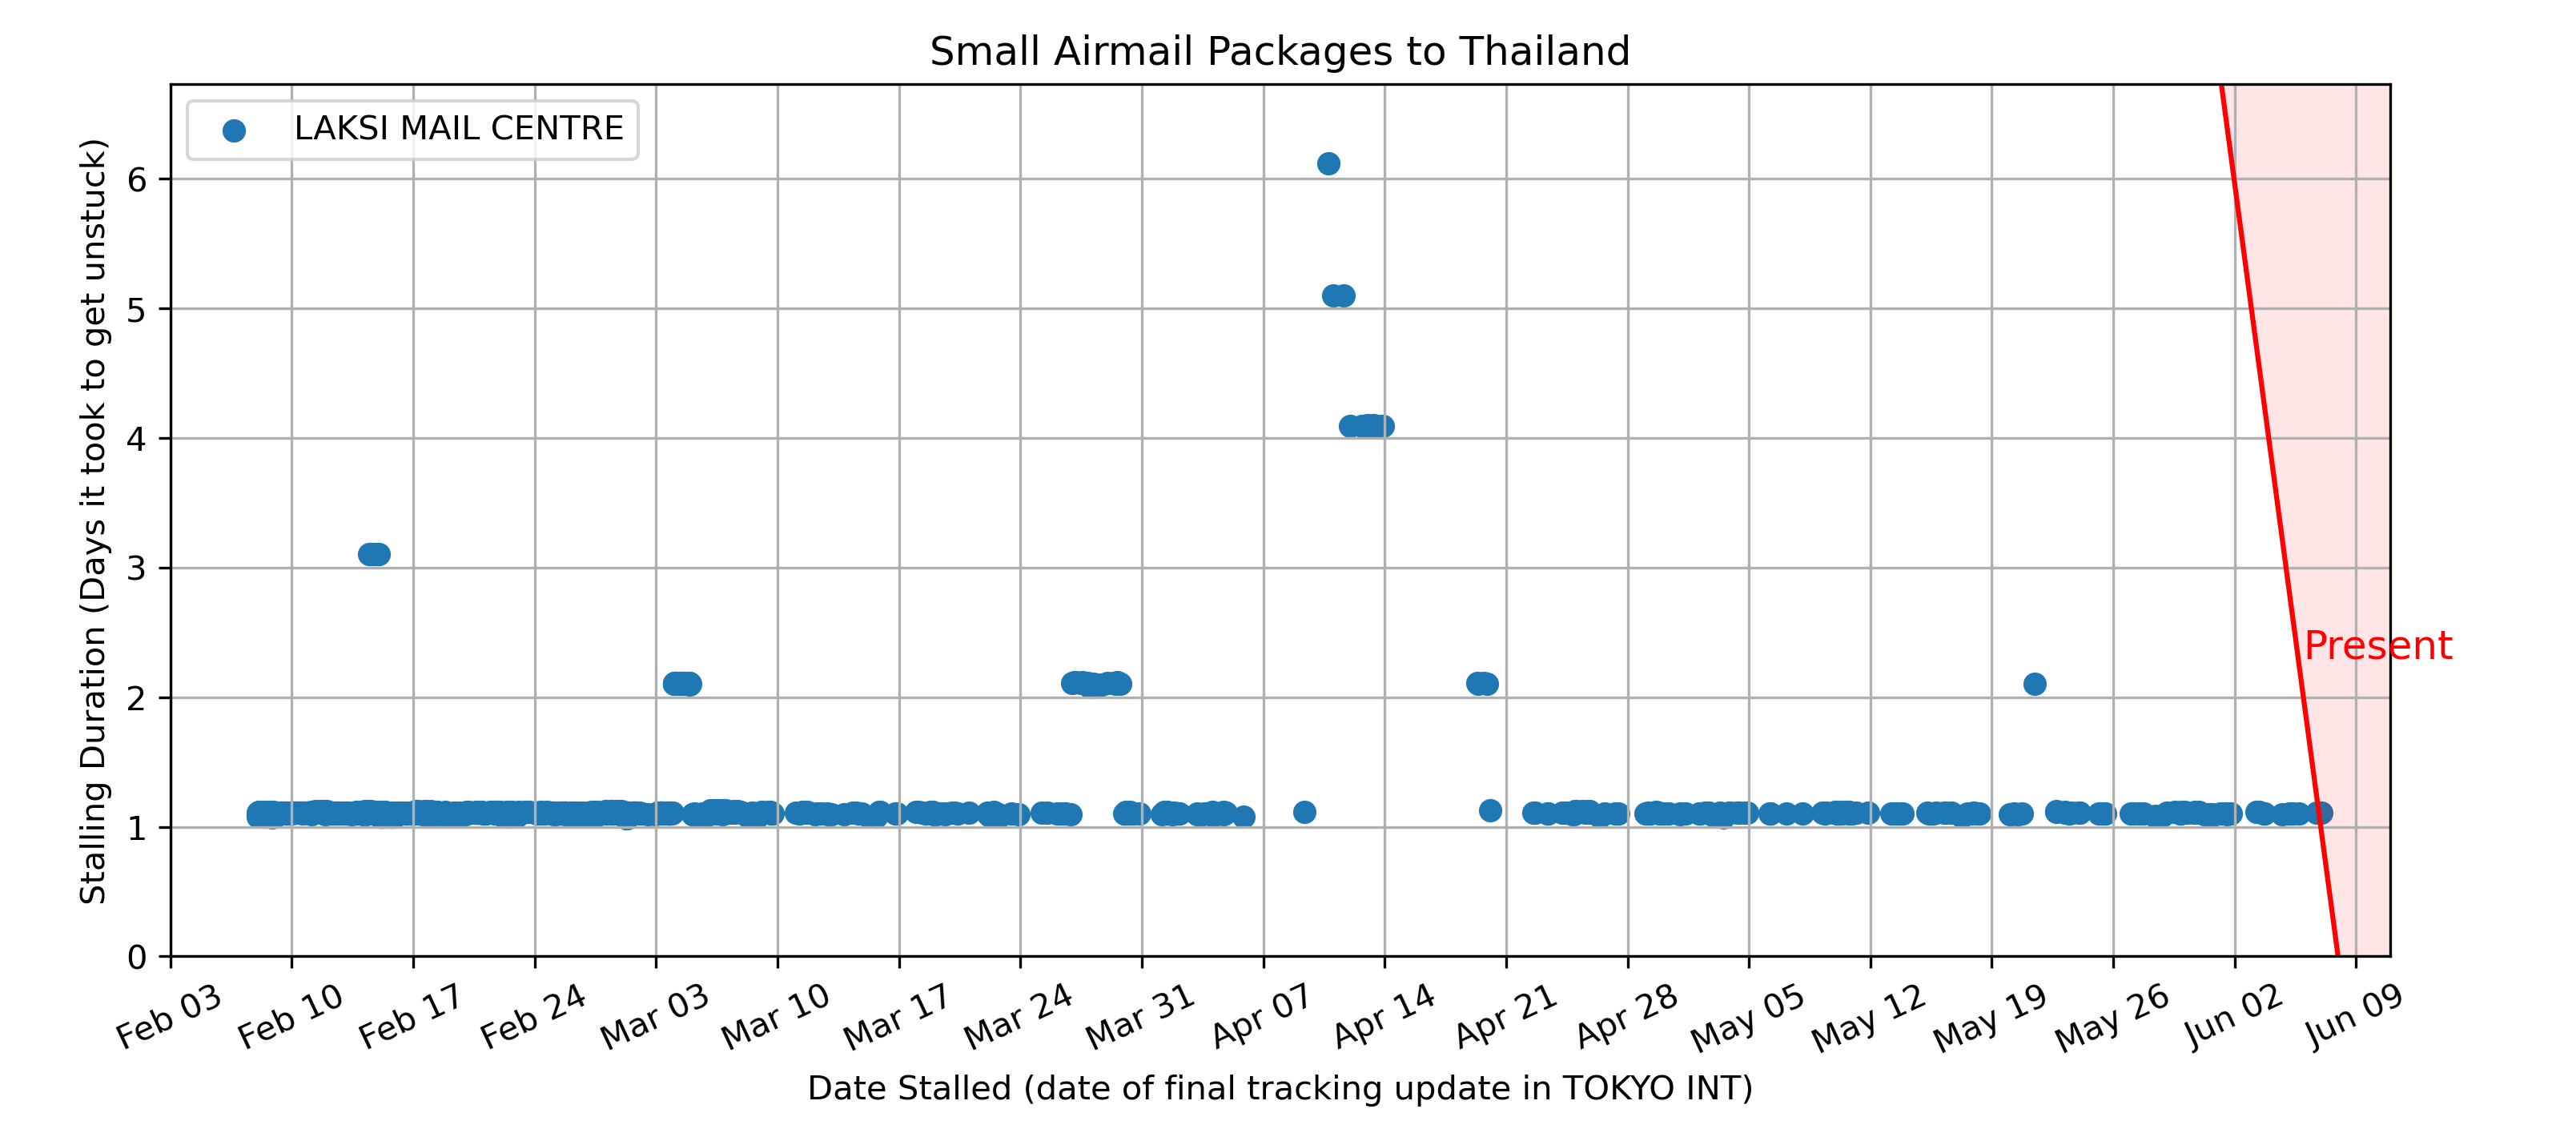 Small Airmail Packages to Thailand
LAKSI MAIL CENTRE
Stalling Duration (Days it took to get unstuck)
6
5
4
3
2
1
0
Present
Feb 03 Feb 10 Feb 17 Feb 24 Mar 03 Mar 10 Mar 17 Mar 24 Mar 31 Apr 07 Apr 14 Apr 21 Apr 28 May 05 May 12 May 19 May 26 Jun 02 Jun 09
Date Stalled (date of final tracking update in TOKYO INT)